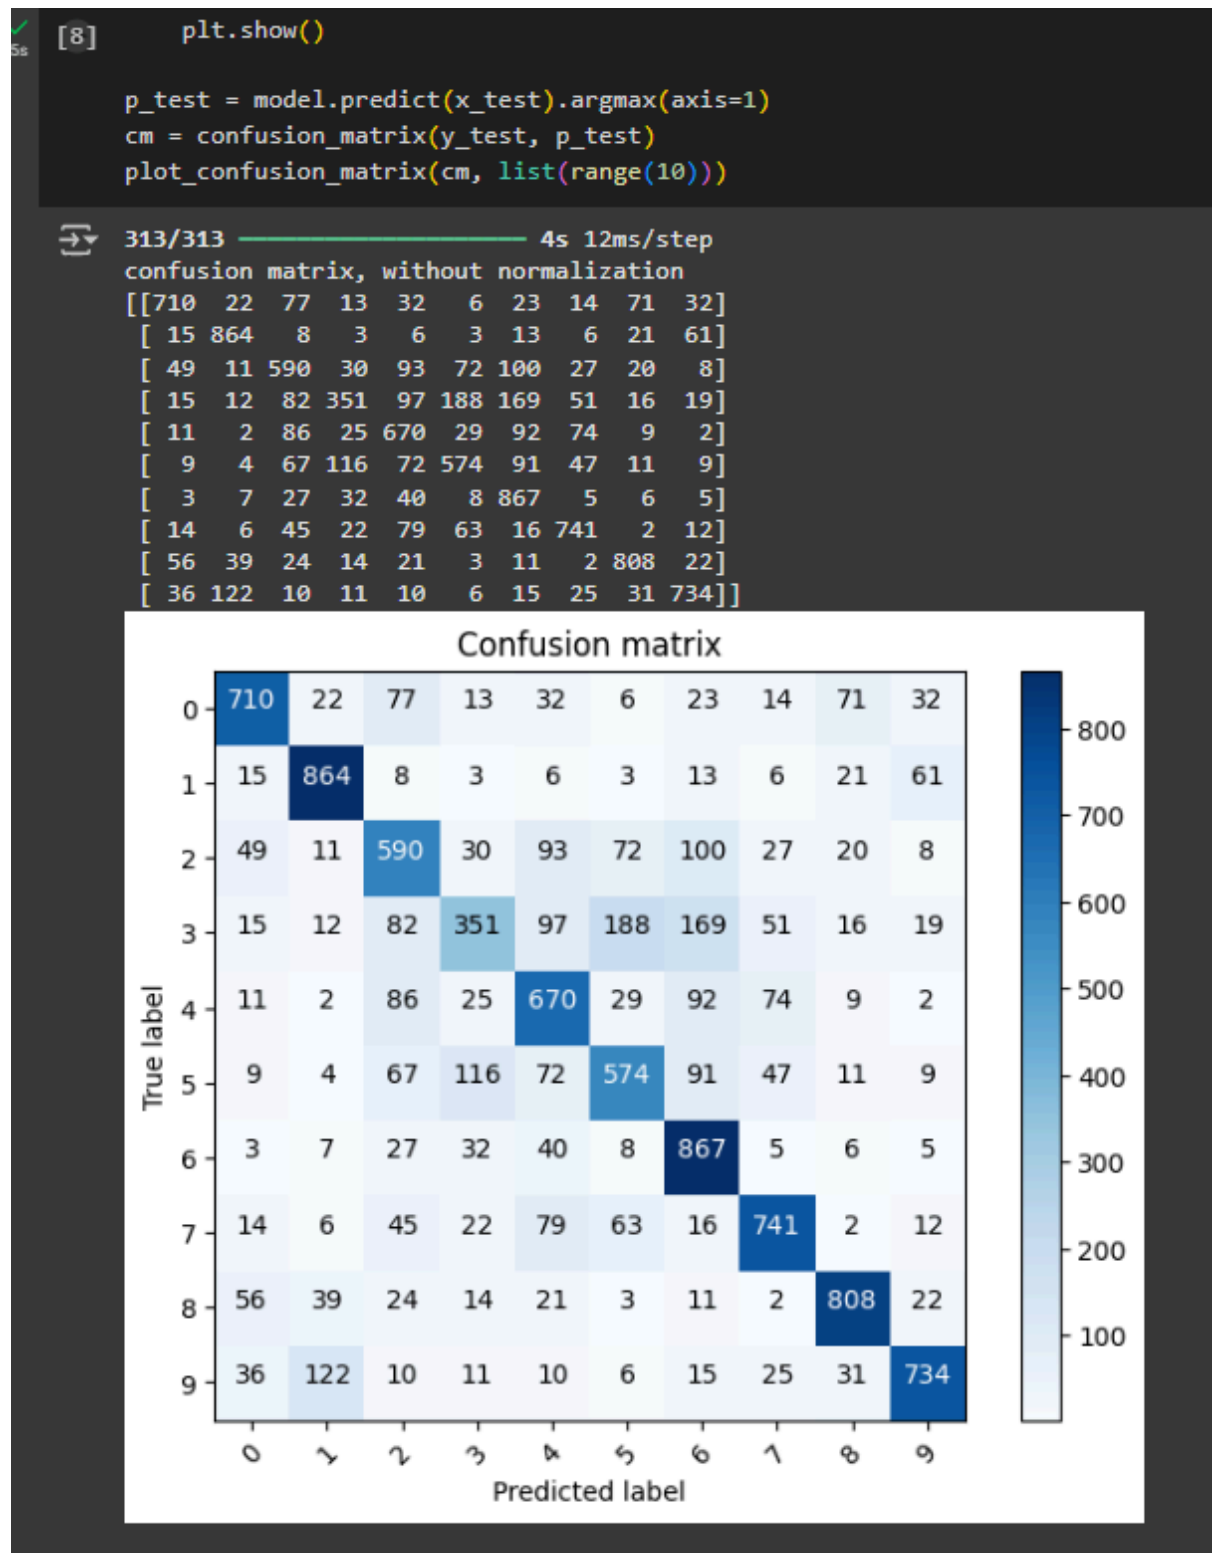 5s
[8] plt.show()
p_test = model.predict(x_test).argmax(axis=1)
cm = confusion_matrix(y_test, p_test)
plot_confusion_matrix(cm, list(range(10)))
313/313 ━━━━━━━━━━━━━━━━━━━━ 4s 12ms/step
confusion matrix, without normalization
[[710  22  77  13  32   6  23  14  71  32]
 [ 15 864   8   3   6   3  13   6  21  61]
 [ 49  11 590  30  93  72 100  27  20   8]
 [ 15  12  82 351  97 188 169  51  16  19]
 [ 11   2  86  25 670  29  92  74   9   2]
 [  9   4  67 116  72 574  91  47  11   9]
 [  3   7  27  32  40   8 867   5   6   5]
 [ 14   6  45  22  79  63  16 741   2  12]
 [ 56  39  24  14  21   3  11   2 808  22]
 [ 36 122  10  11  10   6  15  25  31 734]]
Confusion matrix
0 710 22 77 13 32 6 23 14 71 32
1 15 864 8 3 6 3 13 6 21 61
2 49 11 590 30 93 72 100 27 20 8
3 15 12 82 351 97 188 169 51 16 19
4 11 2 86 25 670 29 92 74 9 2
5 9 4 67 116 72 574 91 47 11 9
6 3 7 27 32 40 8 867 5 6 5
7 14 6 45 22 79 63 16 741 2 12
8 56 39 24 14 21 3 11 2 808 22
9 36 122 10 11 10 6 15 25 31 734
0 1 2 3 4 5 6 7 8 9
True label
Predicted label
800
700
600
500
400
300
200
100